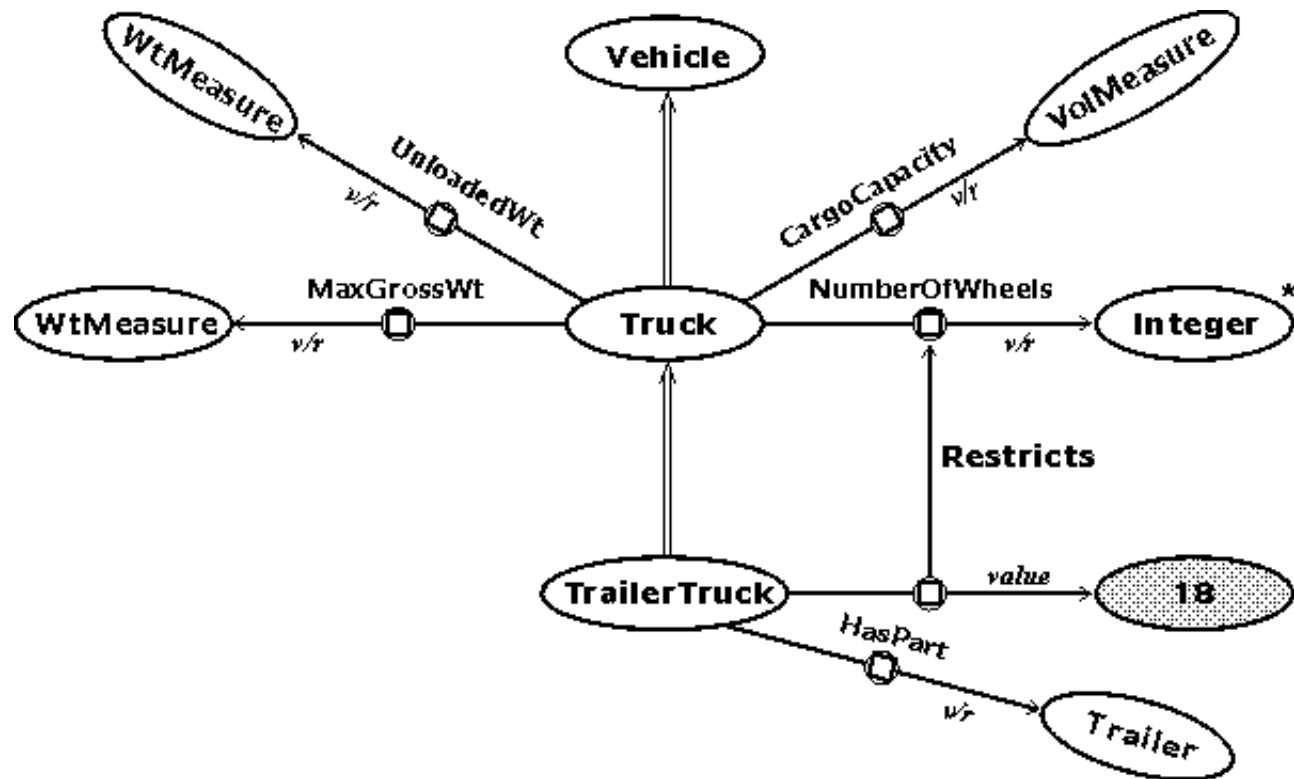 WtMeasure
Vehicle
VolMeasure
UnloadedWt
v/r
CargoCapacity
v/r
MaxGrossWt
NumberOfWheels
*
WtMeasure
v/r
Truck
v/r
Integer
Restricts
TrailerTruck
value
18
HasPart
v/r
Trailer